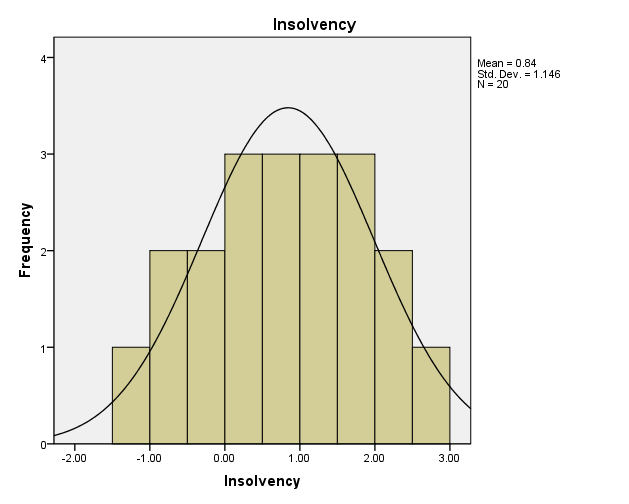 Insolvency
Mean = 0.84
Std. Dev. = 1.146
N = 20
4
3
2
1
0
Frequency
-2.00 -1.00 0.00 1.00 2.00 3.00
Insolvency